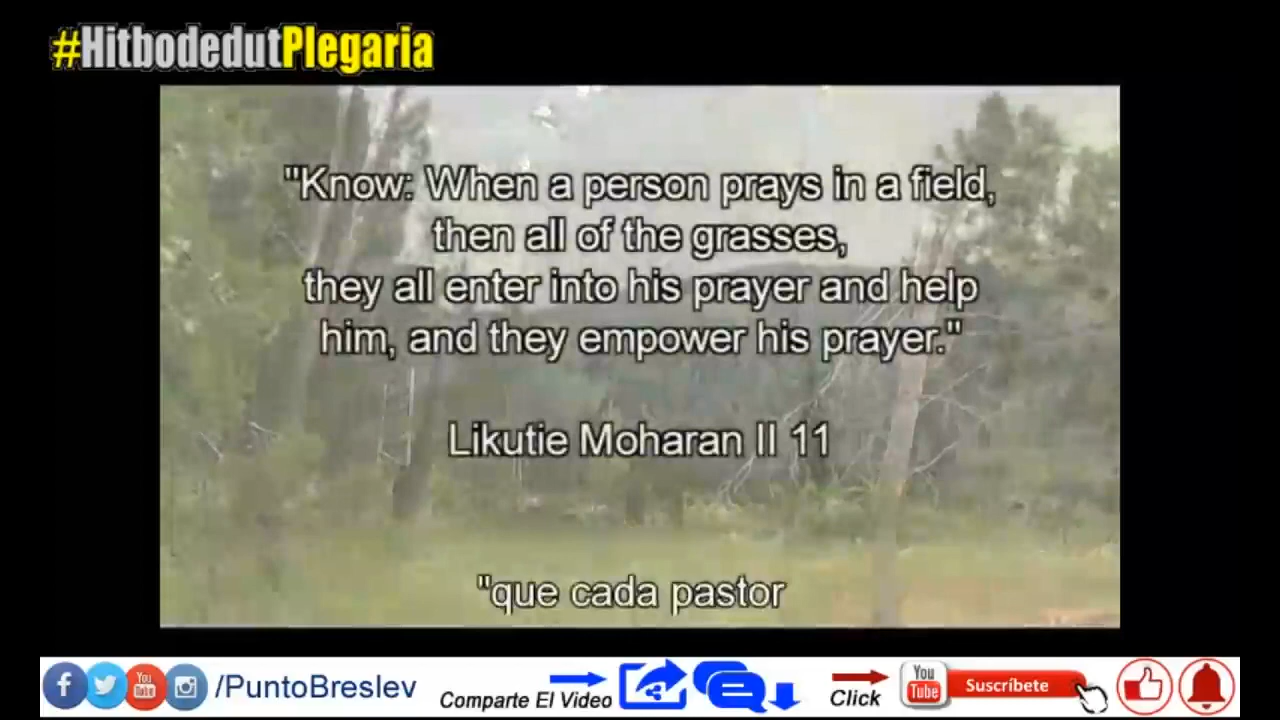 #HitbodedutPlegaria
"Know: When a person prays in a field,
then all of the grasses,
they all enter into his prayer and help
him, and they empower his prayer."
Likutie Moharan II 11
"que cada pastor
/PuntoBreslev
Comparte El Video
Click
You
Tube
Suscríbete